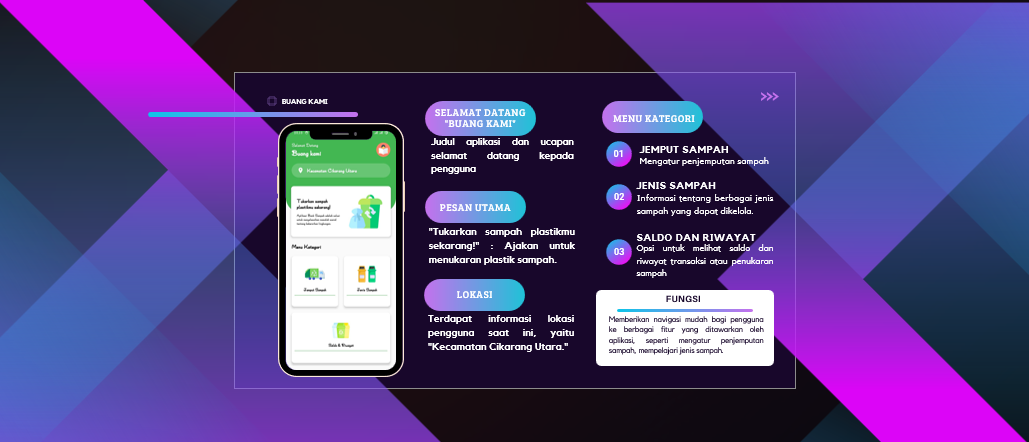 BUANG KAMI
Selamat Datang
Buang kami
Kecamatan Cikarang Utara
Tukarkan sampah
plastikmu sekarang!
Menu Kategori
Jemput Sampah
Jenis Sampah
Saldo & Riwayat
SELAMAT DATANG
"BUANG KAMI"
Judul aplikasi dan ucapan
selamat datang kepada
pengguna
PESAN UTAMA
"Tukarkan sampah plastikmu
sekarang!" : Ajakan untuk
menukaran plastik sampah.
LOKASI
Terdapat informasi lokasi
pengguna saat ini, yaitu
"Kecamatan Cikarang Utara."
MENU KATEGORI
01 JEMPUT SAMPAH
Mengatur penjemputan sampah
02 JENIS SAMPAH
Informasi tentang berbagai jenis
sampah yang dapat dikelola.
03 SALDO DAN RIWAYAT
Opsi untuk melihat saldo dan
riwayat transaksi atau penukaran
sampah
FUNGSI
Memberikan navigasi mudah bagi pengguna
ke berbagai fitur yang ditawarkan oleh
aplikasi, seperti mengatur penjemputan
sampah, mempelajari jenis sampah.